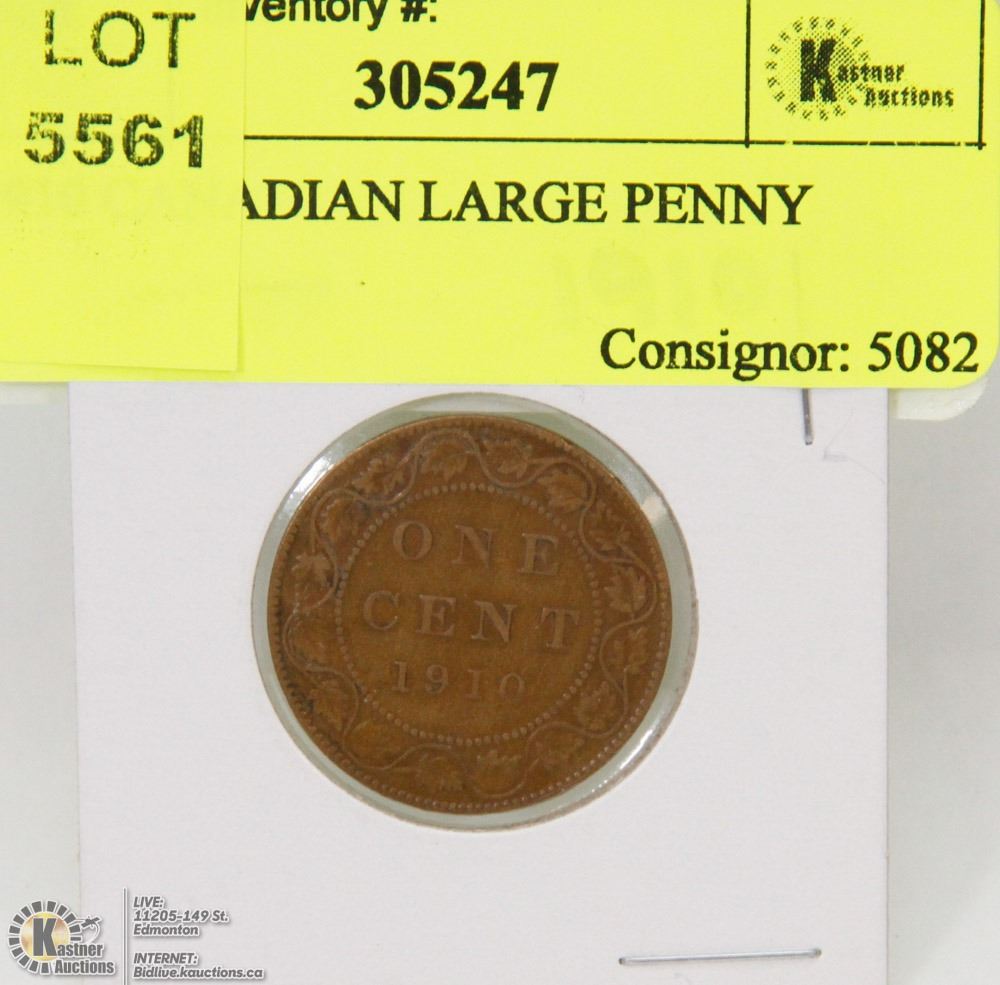 LOT
5561
ventory #:
305247
Kastner
Auctions
ADIAN LARGE PENNY
Consignor: 5082
ONE
CENT
1910
Kastner
Auctions
LIVE:
11205-149 St.
Edmonton
INTERNET:
Bidlive.kauctions.ca